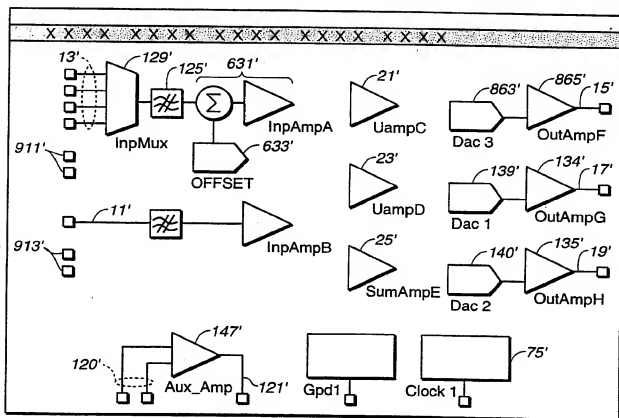 X X X X X X X X X X
13'
129'
125'
631'
21'
863'
865'
15'
Σ
InpMux
InpAmpA
UampC
Dac 3
OutAmpF
911'
633'
OFFSET
23'
139'
134'
17'
UampD
Dac 1
OutAmpG
11'
913'
InpAmpB
25'
140'
135'
19'
SumAmpE
Dac 2
OutAmpH
147'
120'
Aux_Amp
121'
Gpd1
Clock 1
75'